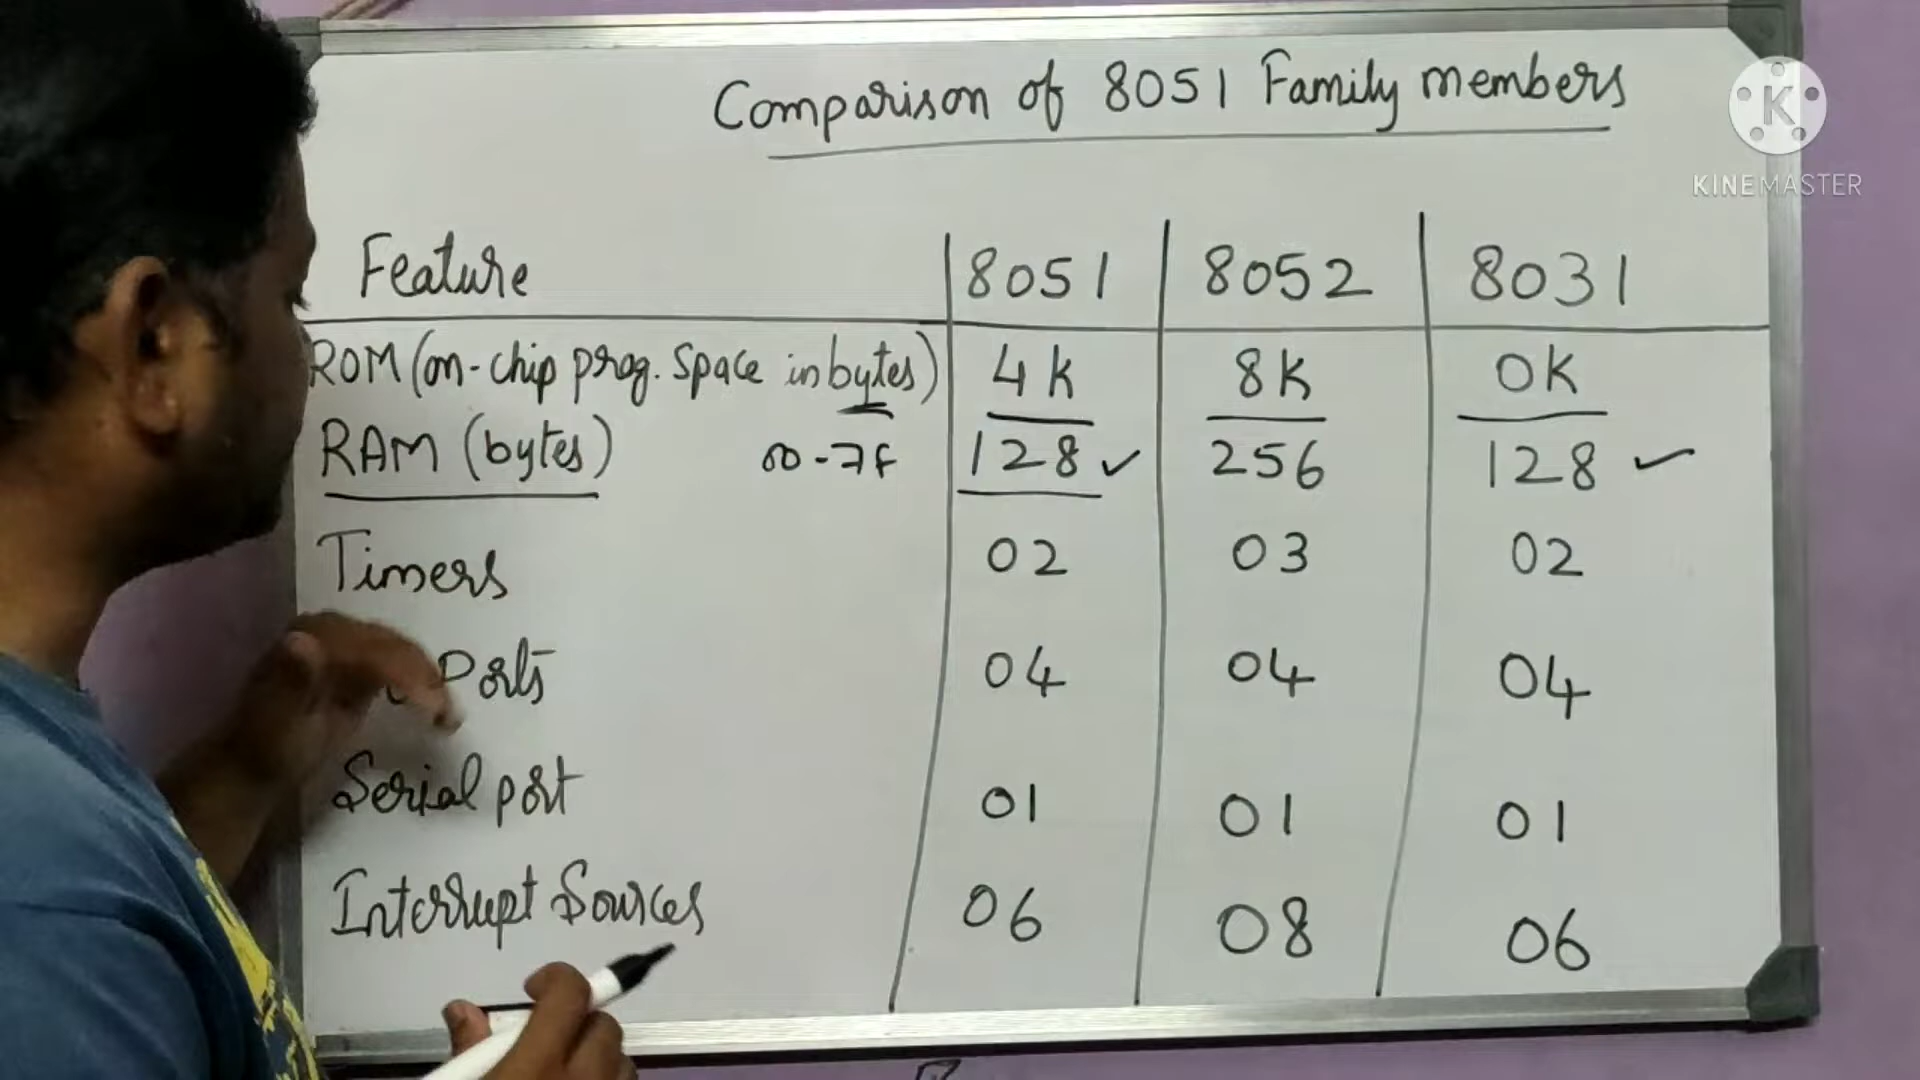 Comparison of 8051 Family members
K
KINEMASTER
Feature 8051 8052 8031
ROM (on-chip prog. space in bytes) 4K 8K 0K
RAM (bytes) 00-7F 128 ✓ 256 128 ✓
Timers 02 03 02
Ports 04 04 04
Serial port 01 01 01
Interrupt Sources 06 08 06